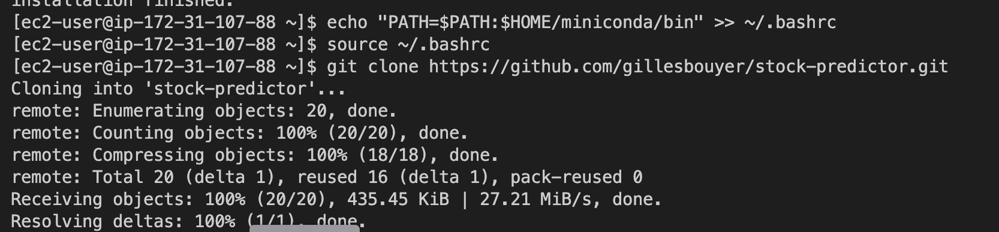 installation finished.
[ec2-user@ip-172-31-107-88 ~]$ echo "PATH=$PATH:$HOME/miniconda/bin" >> ~/.bashrc
[ec2-user@ip-172-31-107-88 ~]$ source ~/.bashrc
[ec2-user@ip-172-31-107-88 ~]$ git clone https://github.com/gillesbouyer/stock-predictor.git
Cloning into 'stock-predictor'...
remote: Enumerating objects: 20, done.
remote: Counting objects: 100% (20/20), done.
remote: Compressing objects: 100% (18/18), done.
remote: Total 20 (delta 1), reused 16 (delta 1), pack-reused 0
Receiving objects: 100% (20/20), 435.45 KiB | 27.21 MiB/s, done.
Resolving deltas: 100% (1/1), done.